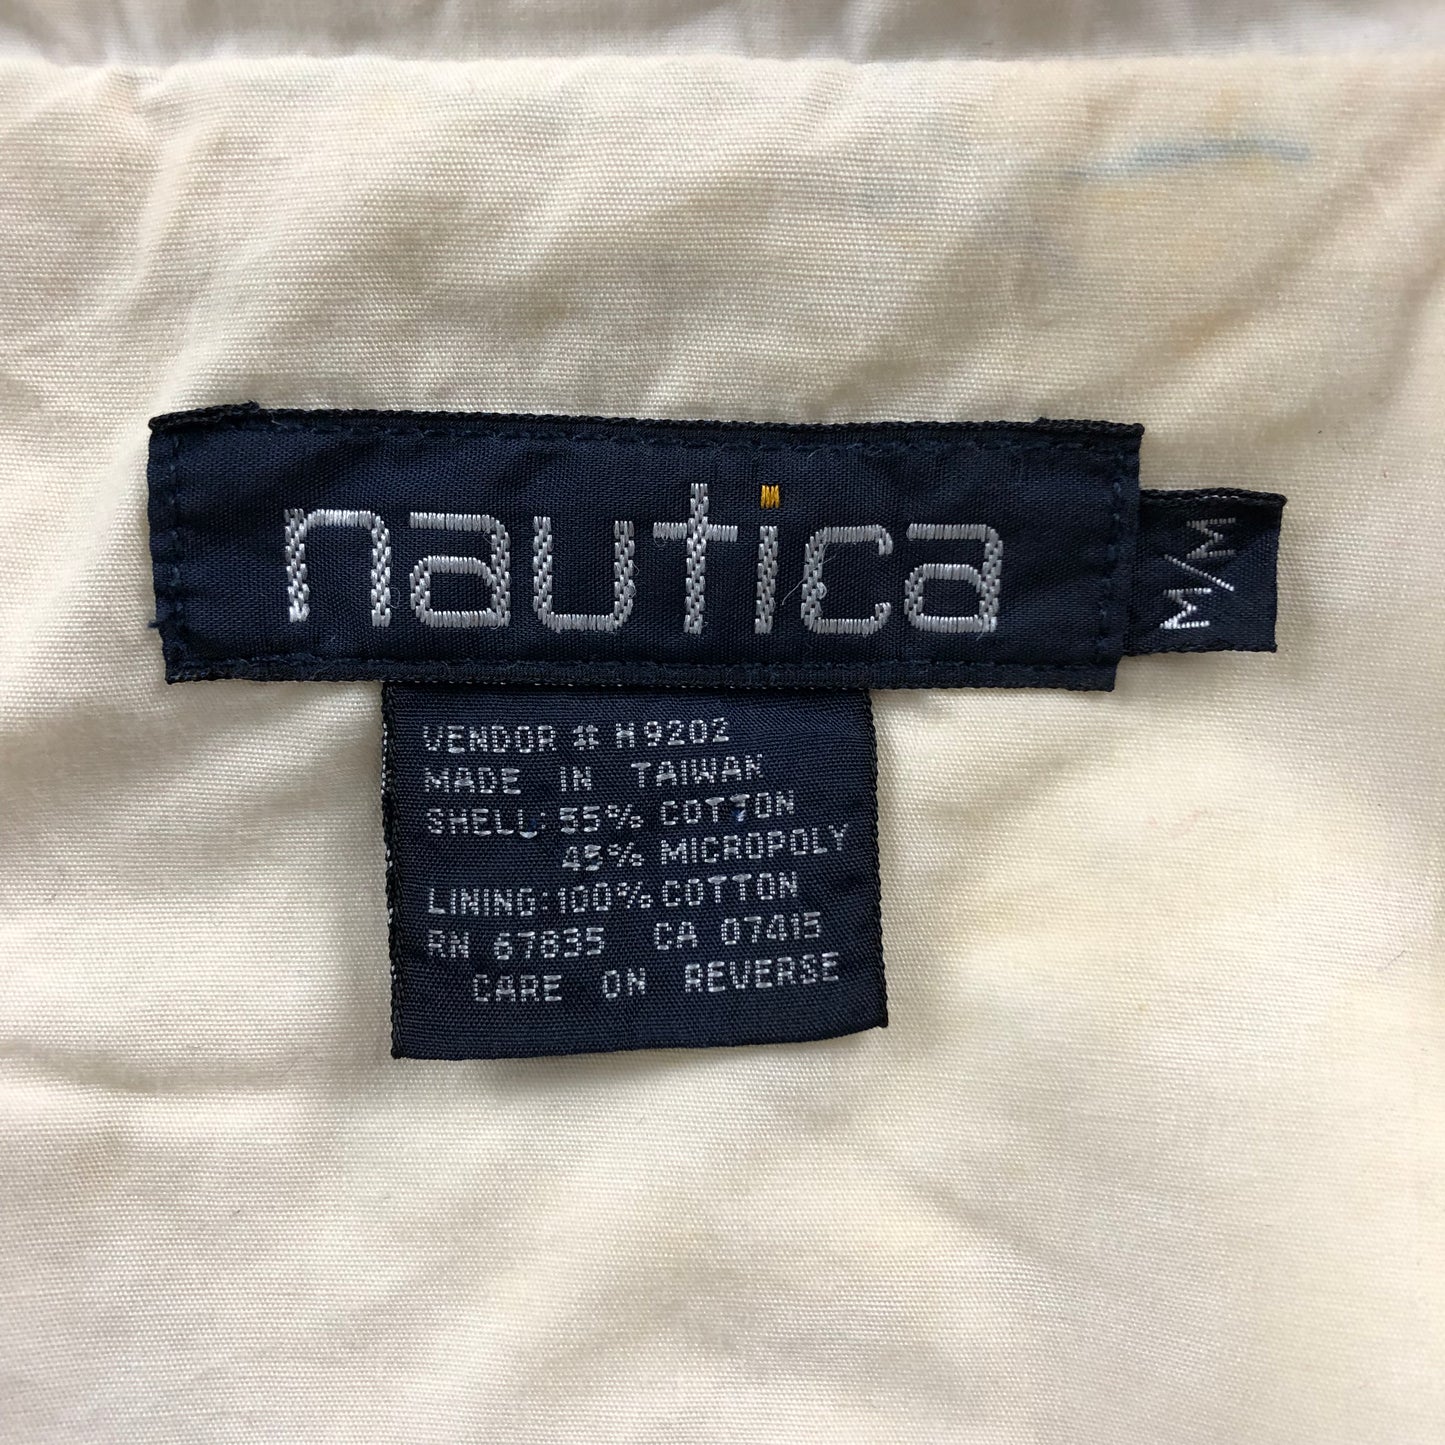 nautica
M/M
VENDOR # H9202
MADE IN TAIWAN
SHELL: 55% COTTON
45% MICROPOLY
LINING: 100% COTTON
RN 67835 CA 07415
CARE ON REVERSE